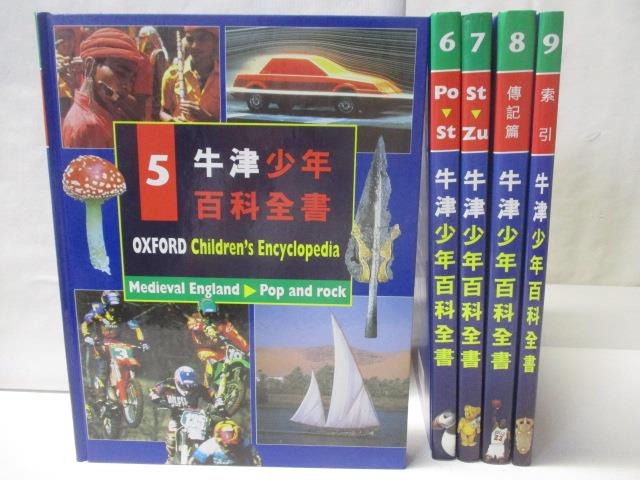 5
牛津少年
百科全書
OXFORD Children's Encyclopedia
Medieval England ▶ Pop and rock
6
Po
▼
St
牛津少年百科全書
7
St
▼
Zu
牛津少年百科全書
8
傳記篇
牛津少年百科全書
9
索引
牛津少年百科全書